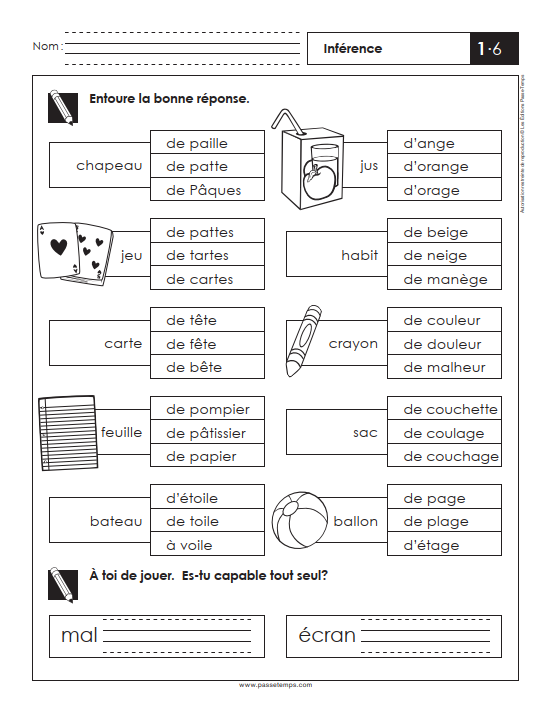 Nom :
Inférence
1·6
Entoure la bonne réponse.
chapeau
de paille
de patte
de Pâques
jus
d'ange
d'orange
d'orage
jeu
de pattes
de tartes
de cartes
habit
de beige
de neige
de manège
carte
de tête
de fête
de bête
crayon
de couleur
de douleur
de malheur
feuille
de pompier
de pâtissier
de papier
sac
de couchette
de coulage
de couchage
bateau
d'étoile
de toile
à voile
ballon
de page
de plage
d'étage
À toi de jouer. Es-tu capable tout seul?
mal
écran
www.passetemps.com